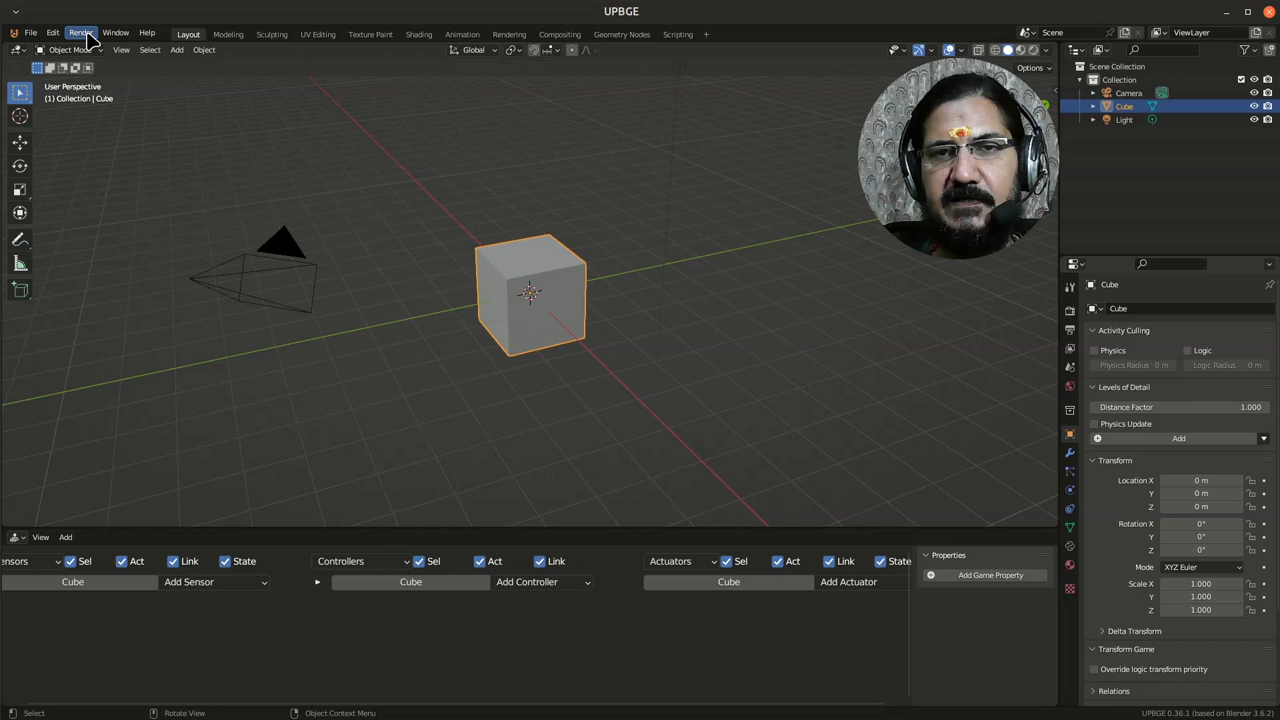 UPBGE
File Edit Render Window Help Layout Modeling Sculpting UV Editing Texture Paint Shading Animation Rendering Compositing Geometry Nodes Scripting + Scene ViewLayer
Object Mode View Select Add Object Global
Options
User Perspective
(1) Collection | Cube
Scene Collection
Collection
Camera
Cube
Light
Cube
Cube
Activity Culling
Physics Logic
Physics Radius 0 m Logic Radius 0 m
Levels of Detail
Distance Factor 1.000
Physics Update
Add
Transform
Location X 0 m
Y 0 m
Z 0 m
Rotation X 0°
Y 0°
Z 0°
Mode XYZ Euler
Scale X 1.000
Y 1.000
Z 1.000
Delta Transform
Transform Game
Override logic transform priority
Relations
View Add
ensors Sel Act Link State Controllers Sel Act Link Actuators Sel Act Link State
Cube Add Sensor Cube Add Controller Cube Add Actuator
Properties
Add Game Property
Select Rotate View Object Context Menu UPBGE 0.36.1 (based on Blender 3.6.2)